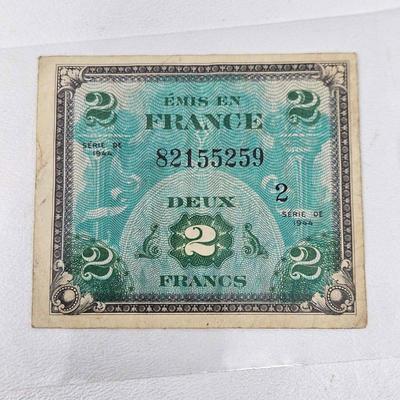 2 ÉMIS EN 2
FRANCE
SÉRIE DE
1944
82155259
2
DEUX
SÉRIE DE
1944
2 2 2
FRANCS